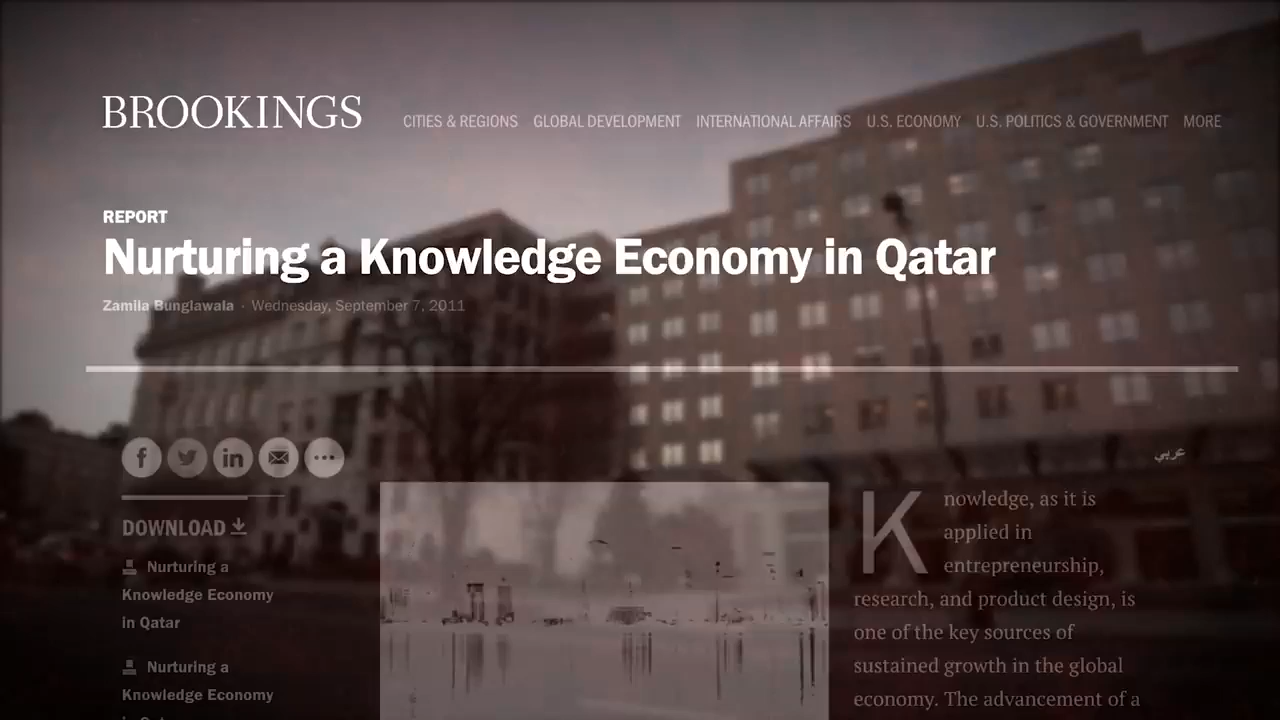 BROOKINGS
CITIES & REGIONS GLOBAL DEVELOPMENT INTERNATIONAL AFFAIRS U.S. ECONOMY U.S. POLITICS & GOVERNMENT MORE
REPORT
Nurturing a Knowledge Economy in Qatar
Zamila Bunglawala · Wednesday, September 7, 2011
عربي
DOWNLOAD
Nurturing a
Knowledge Economy
in Qatar
Nurturing a
Knowledge Economy
Knowledge, as it is
applied in
entrepreneurship,
research, and product design, is
one of the key sources of
sustained growth in the global
economy. The advancement of a